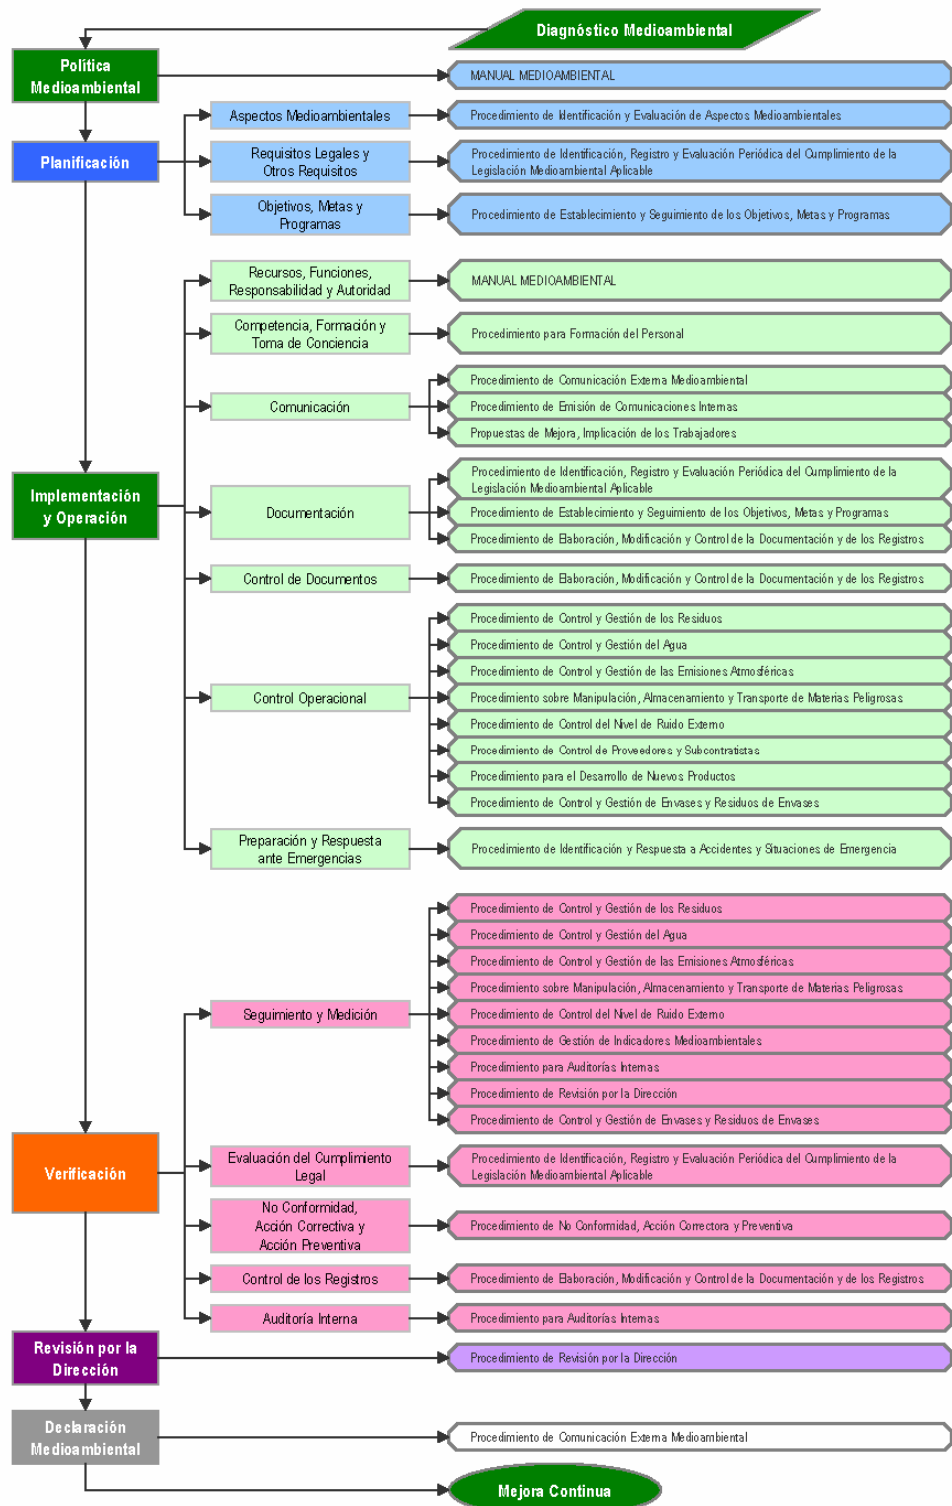 Diagnóstico Medioambiental
Política
Medioambiental
MANUAL MEDIOAMBIENTAL
Planificación
Aspectos Medioambientales
Procedimiento de Identificación y Evaluación de Aspectos Medioambientales
Requisitos Legales y
Otros Requisitos
Procedimiento de Identificación, Registro y Evaluación Periódica del Cumplimiento de la
Legislación Medioambiental Aplicable
Objetivos, Metas y
Programas
Procedimiento de Establecimiento y Seguimiento de los Objetivos, Metas y Programas
Implementación
y Operación
Recursos, Funciones,
Responsabilidad y Autoridad
MANUAL MEDIOAMBIENTAL
Competencia, Formación y
Toma de Conciencia
Procedimiento para Formación del Personal
Comunicación
Procedimiento de Comunicación Externa Medioambiental
Procedimiento de Emisión de Comunicaciones Internas
Propuestas de Mejora, Implicación de los Trabajadores
Documentación
Procedimiento de Identificación, Registro y Evaluación Periódica del Cumplimiento de la
Legislación Medioambiental Aplicable
Procedimiento de Establecimiento y Seguimiento de los Objetivos, Metas y Programas
Procedimiento de Elaboración, Modificación y Control de la Documentación y de los Registros
Control de Documentos
Procedimiento de Elaboración, Modificación y Control de la Documentación y de los Registros
Control Operacional
Procedimiento de Control y Gestión de los Residuos
Procedimiento de Control y Gestión del Agua
Procedimiento de Control y Gestión de las Emisiones Atmosféricas
Procedimiento sobre Manipulación, Almacenamiento y Transporte de Materias Peligrosas
Procedimiento de Control del Nivel de Ruido Externo
Procedimiento de Control de Proveedores y Subcontratistas
Procedimiento para el Desarrollo de Nuevos Productos
Procedimiento de Control y Gestión de Envases y Residuos de Envases
Preparación y Respuesta
ante Emergencias
Procedimiento de Identificación y Respuesta a Accidentes y Situaciones de Emergencia
Verificación
Seguimiento y Medición
Procedimiento de Control y Gestión de los Residuos
Procedimiento de Control y Gestión del Agua
Procedimiento de Control y Gestión de las Emisiones Atmosféricas
Procedimiento sobre Manipulación, Almacenamiento y Transporte de Materias Peligrosas
Procedimiento de Control del Nivel de Ruido Externo
Procedimiento de Gestión de Indicadores Medioambientales
Procedimiento para Auditorías Internas
Procedimiento de Revisión por la Dirección
Procedimiento de Control y Gestión de Envases y Residuos de Envases
Evaluación del Cumplimiento
Legal
Procedimiento de Identificación, Registro y Evaluación Periódica del Cumplimiento de la
Legislación Medioambiental Aplicable
No Conformidad,
Acción Correctiva y
Acción Preventiva
Procedimiento de No Conformidad, Acción Correctora y Preventiva
Control de los Registros
Procedimiento de Elaboración, Modificación y Control de la Documentación y de los Registros
Auditoría Interna
Procedimiento para Auditorías Internas
Revisión por la
Dirección
Procedimiento de Revisión por la Dirección
Declaración
Medioambiental
Procedimiento de Comunicación Externa Medioambiental
Mejora Continua